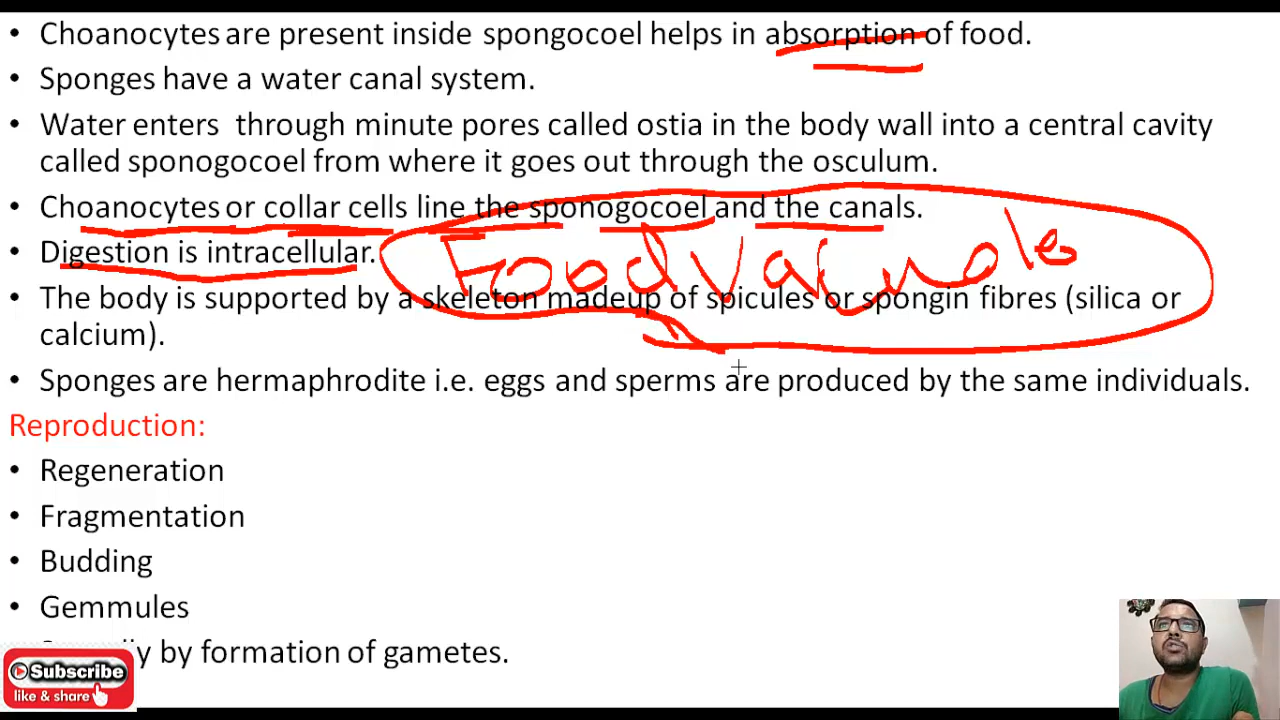 • Choanocytes are present inside spongocoel helps in absorption of food.
• Sponges have a water canal system.
• Water enters through minute pores called ostia in the body wall into a central cavity
called sponogocoel from where it goes out through the osculum.
• Choanocytes or collar cells line the sponogocoel and the canals.
• Digestion is intracellular.
Food Vacuole
• The body is supported by a skeleton madeup of spicules or spongin fibres (silica or
calcium).
• Sponges are hermaphrodite i.e. eggs and sperms are produced by the same individuals.
Reproduction:
• Regeneration
• Fragmentation
• Budding
• Gemmules
by formation of gametes.
Subscribe
like & share